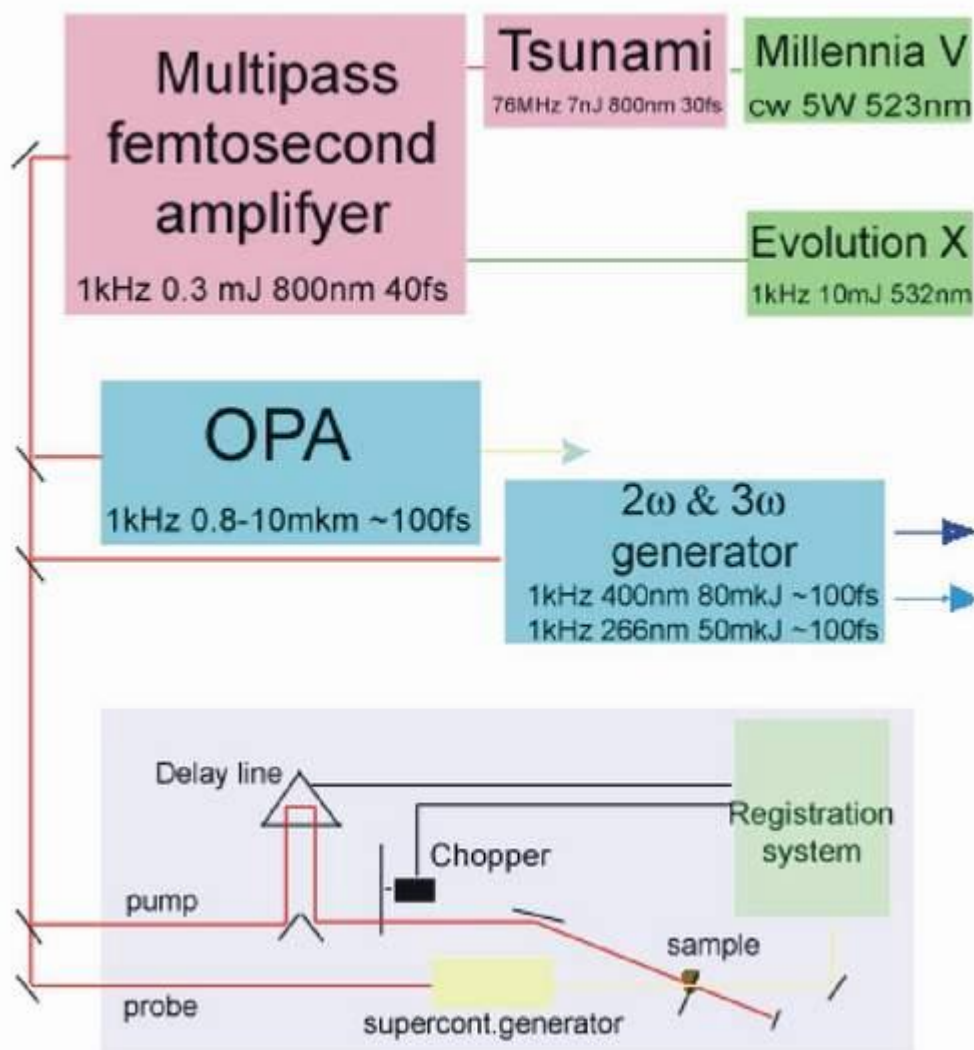 Multipass
femtosecond
amplifyer
1kHz 0.3 mJ 800nm 40fs
Tsunami
76MHz 7nJ 800nm 30fs
Millennia V
cw 5W 523nm
Evolution X
1kHz 10mJ 532nm
OPA
1kHz 0.8-10mkm ~100fs
2ω & 3ω
generator
1kHz 400nm 80mkJ ~100fs
1kHz 266nm 50mkJ ~100fs
Delay line
Registration
system
Chopper
pump
sample
probe
supcont.generator